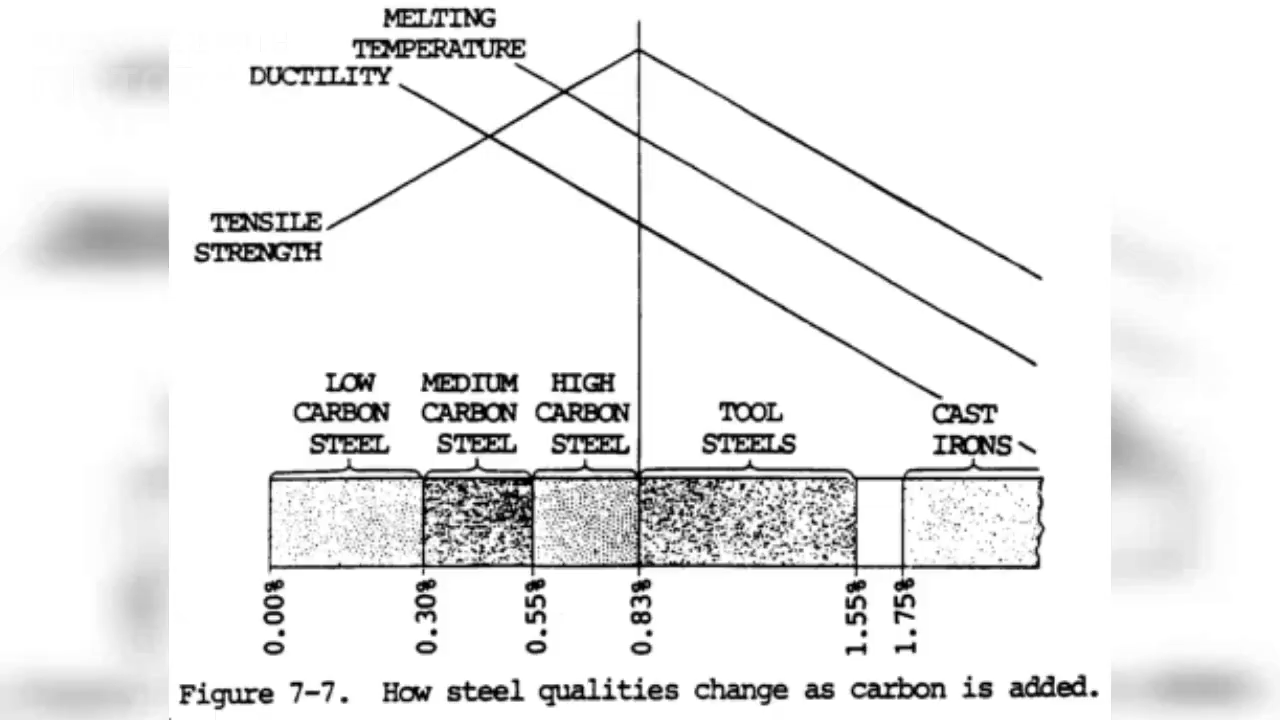 MELTING
TEMPERATURE
DUCTILITY
TENSILE
STRENGTH
LOW
CARBON
STEEL
MEDIUM
CARBON
STEEL
HIGH
CARBON
STEEL
TOOL
STEELS
CAST
IRONS
0.00%
0.30%
0.55%
0.83%
1.55%
1.75%
Figure 7-7. How steel qualities change as carbon is added.